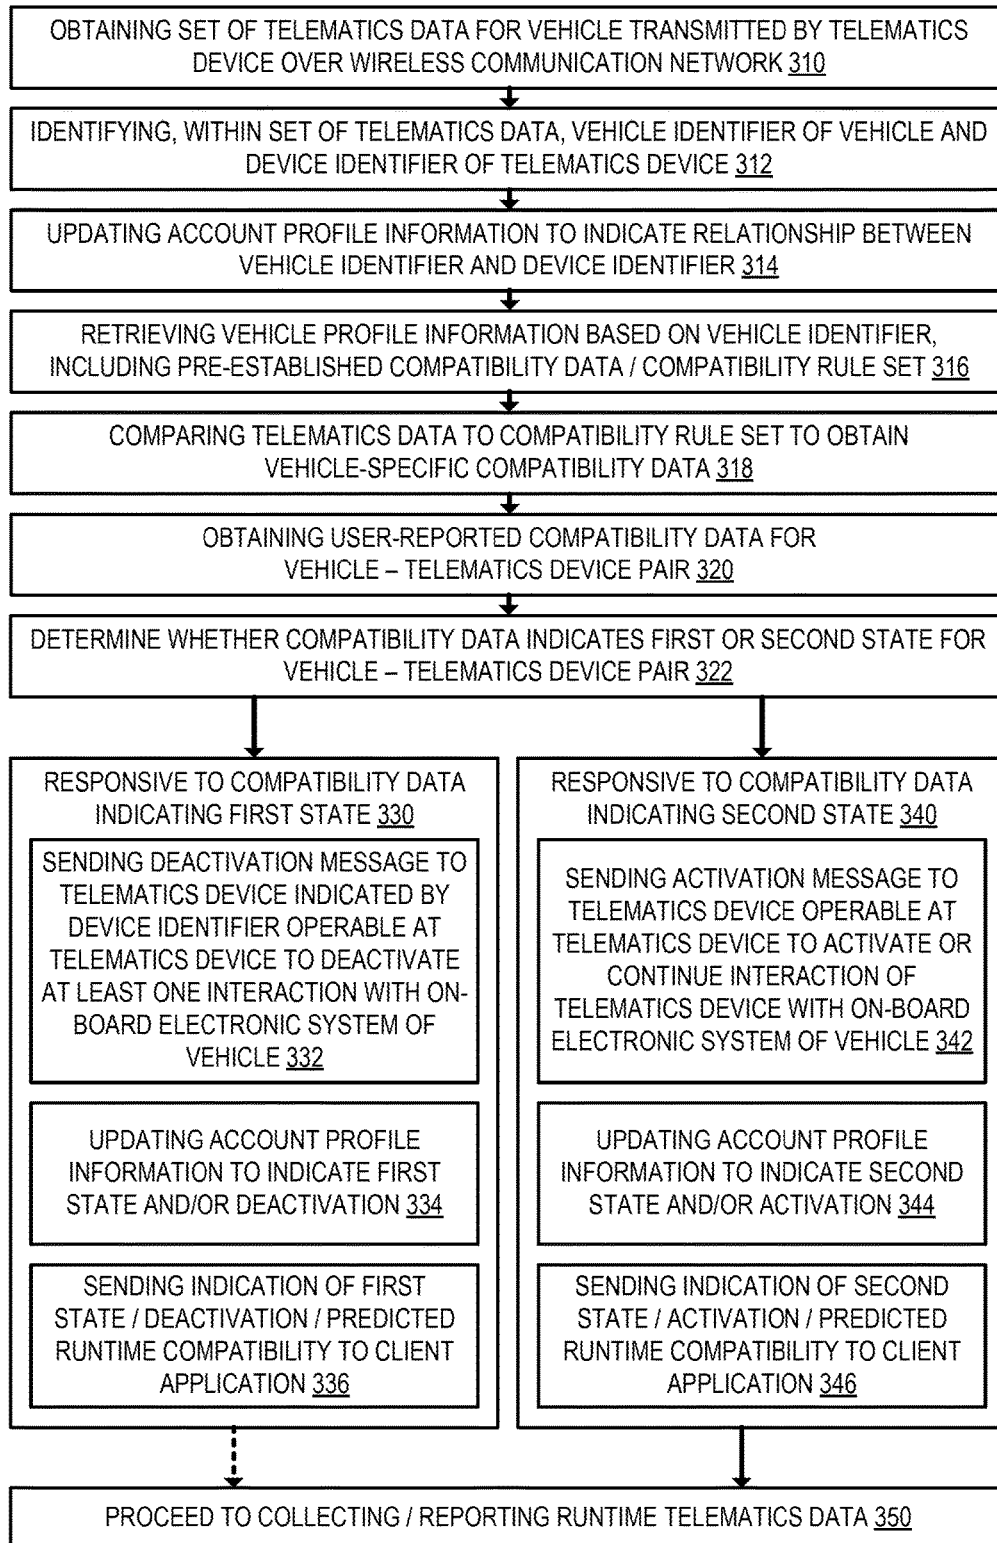 OBTAINING SET OF TELEMATICS DATA FOR VEHICLE TRANSMITTED BY TELEMATICS
DEVICE OVER WIRELESS COMMUNICATION NETWORK 310
IDENTIFYING, WITHIN SET OF TELEMATICS DATA, VEHICLE IDENTIFIER OF VEHICLE AND
DEVICE IDENTIFIER OF TELEMATICS DEVICE 312
UPDATING ACCOUNT PROFILE INFORMATION TO INDICATE RELATIONSHIP BETWEEN
VEHICLE IDENTIFIER AND DEVICE IDENTIFIER 314
RETRIEVING VEHICLE PROFILE INFORMATION BASED ON VEHICLE IDENTIFIER,
INCLUDING PRE-ESTABLISHED COMPATIBILITY DATA / COMPATIBILITY RULE SET 316
COMPARING TELEMATICS DATA TO COMPATIBILITY RULE SET TO OBTAIN
VEHICLE-SPECIFIC COMPATIBILITY DATA 318
OBTAINING USER-REPORTED COMPATIBILITY DATA FOR
VEHICLE – TELEMATICS DEVICE PAIR 320
DETERMINE WHETHER COMPATIBILITY DATA INDICATES FIRST OR SECOND STATE FOR
VEHICLE – TELEMATICS DEVICE PAIR 322
RESPONSIVE TO COMPATIBILITY DATA
INDICATING FIRST STATE 330
SENDING DEACTIVATION MESSAGE TO
TELEMATICS DEVICE INDICATED BY
DEVICE IDENTIFIER OPERABLE AT
TELEMATICS DEVICE TO DEACTIVATE
AT LEAST ONE INTERACTION WITH ON-
BOARD ELECTRONIC SYSTEM OF
VEHICLE 332
UPDATING ACCOUNT PROFILE
INFORMATION TO INDICATE FIRST
STATE AND/OR DEACTIVATION 334
SENDING INDICATION OF FIRST
STATE / DEACTIVATION / PREDICTED
RUNTIME COMPATIBILITY TO CLIENT
APPLICATION 336
RESPONSIVE TO COMPATIBILITY DATA
INDICATING SECOND STATE 340
SENDING ACTIVATION MESSAGE TO
TELEMATICS DEVICE OPERABLE AT
TELEMATICS DEVICE TO ACTIVATE OR
CONTINUE INTERACTION OF
TELEMATICS DEVICE WITH ON-BOARD
ELECTRONIC SYSTEM OF VEHICLE 342
UPDATING ACCOUNT PROFILE
INFORMATION TO INDICATE SECOND
STATE AND/OR ACTIVATION 344
SENDING INDICATION OF SECOND
STATE / ACTIVATION / PREDICTED
RUNTIME COMPATIBILITY TO CLIENT
APPLICATION 346
PROCEED TO COLLECTING / REPORTING RUNTIME TELEMATICS DATA 350